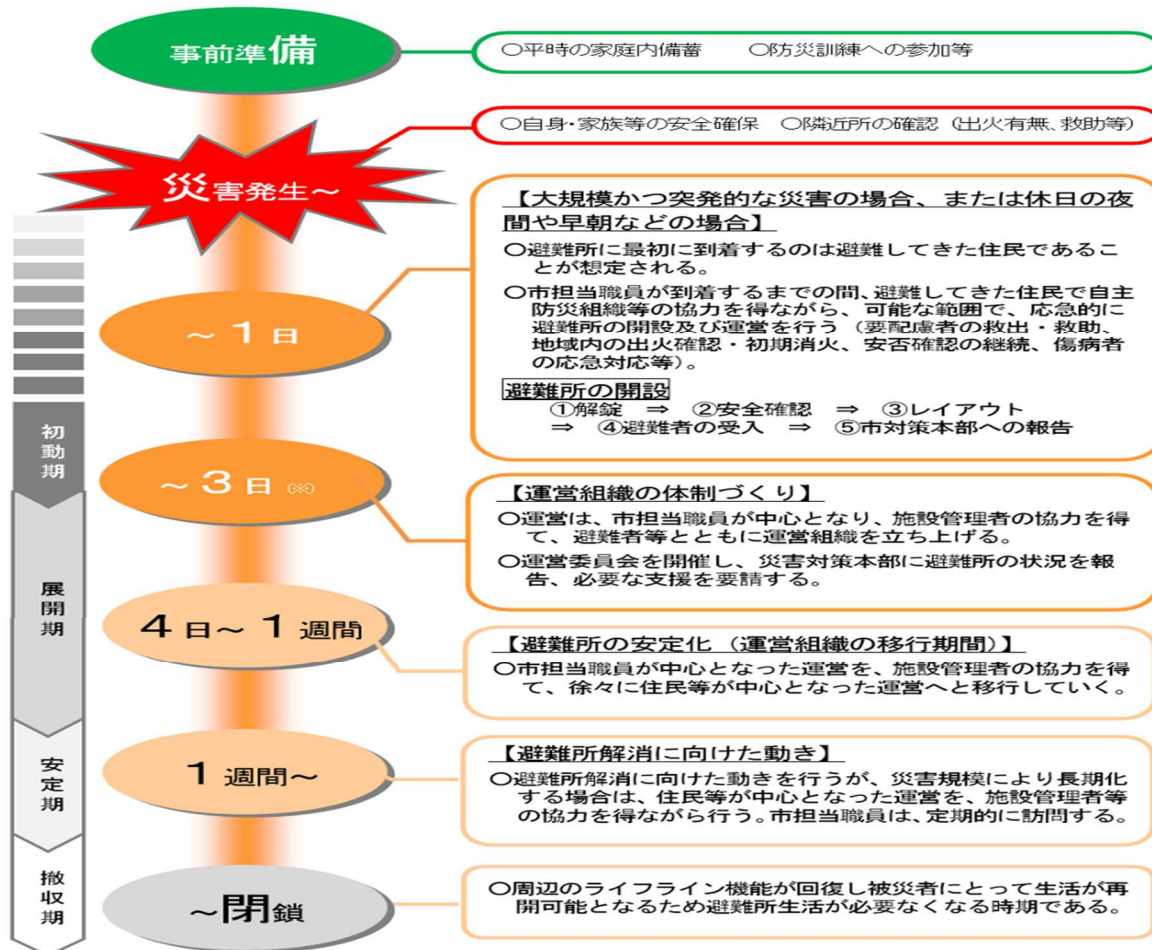 事前準備
○平時の家庭内備蓄　　○防災訓練への参加等
災害発生～
○自身・家族等の安全確保　○隣近所の確認（出火有無、救助等）
～1日
【大規模かつ突発的な災害の場合、または休日の夜
間や早朝などの場合】
○避難所に最初に到着するのは避難してきた住民であるこ
とが想定される。
○市担当職員が到着するまでの間、避難してきた住民で自主
防災組織等の協力を得ながら、可能な範囲で、応急的に
避難所の開設及び運営を行う（要配慮者の救出・救助、
地域内の出火確認・初期消火、安否確認の継続、傷病者
の応急対応等）。
避難所の開設
①解錠　⇒　②安全確認　⇒　③レイアウト
⇒　④避難者の受入　⇒　⑤市対策本部への報告
初動期
～3日（※）
【運営組織の体制づくり】
○運営は、市担当職員が中心となり、施設管理者の協力を得
て、避難者等とともに運営組織を立ち上げる。
○運営委員会を開催し、災害対策本部に避難所の状況を報
告、必要な支援を要請する。
展開期
4日～1週間
【避難所の安定化（運営組織の移行期間）】
○市担当職員が中心となった運営を、施設管理者の協力を得
て、徐々に住民等が中心となった運営へと移行していく。
安定期
1週間～
【避難所解消に向けた動き】
○避難所解消に向けた動きを行うが、災害規模により長期化
する場合は、住民等が中心となった運営を、施設管理者等
の協力を得ながら行う。市担当職員は、定期的に訪問する。
撤収期
～閉鎖
○周辺のライフライン機能が回復し被災者にとって生活が再
開可能となるため避難所生活が必要なくなる時期である。